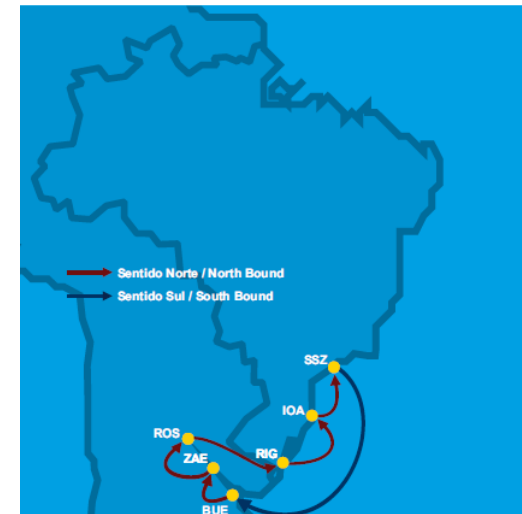 Sentido Norte / North Bound
Sentido Sul / South Bound
SSZ
IOA
ROS
RIG
ZAE
BUE